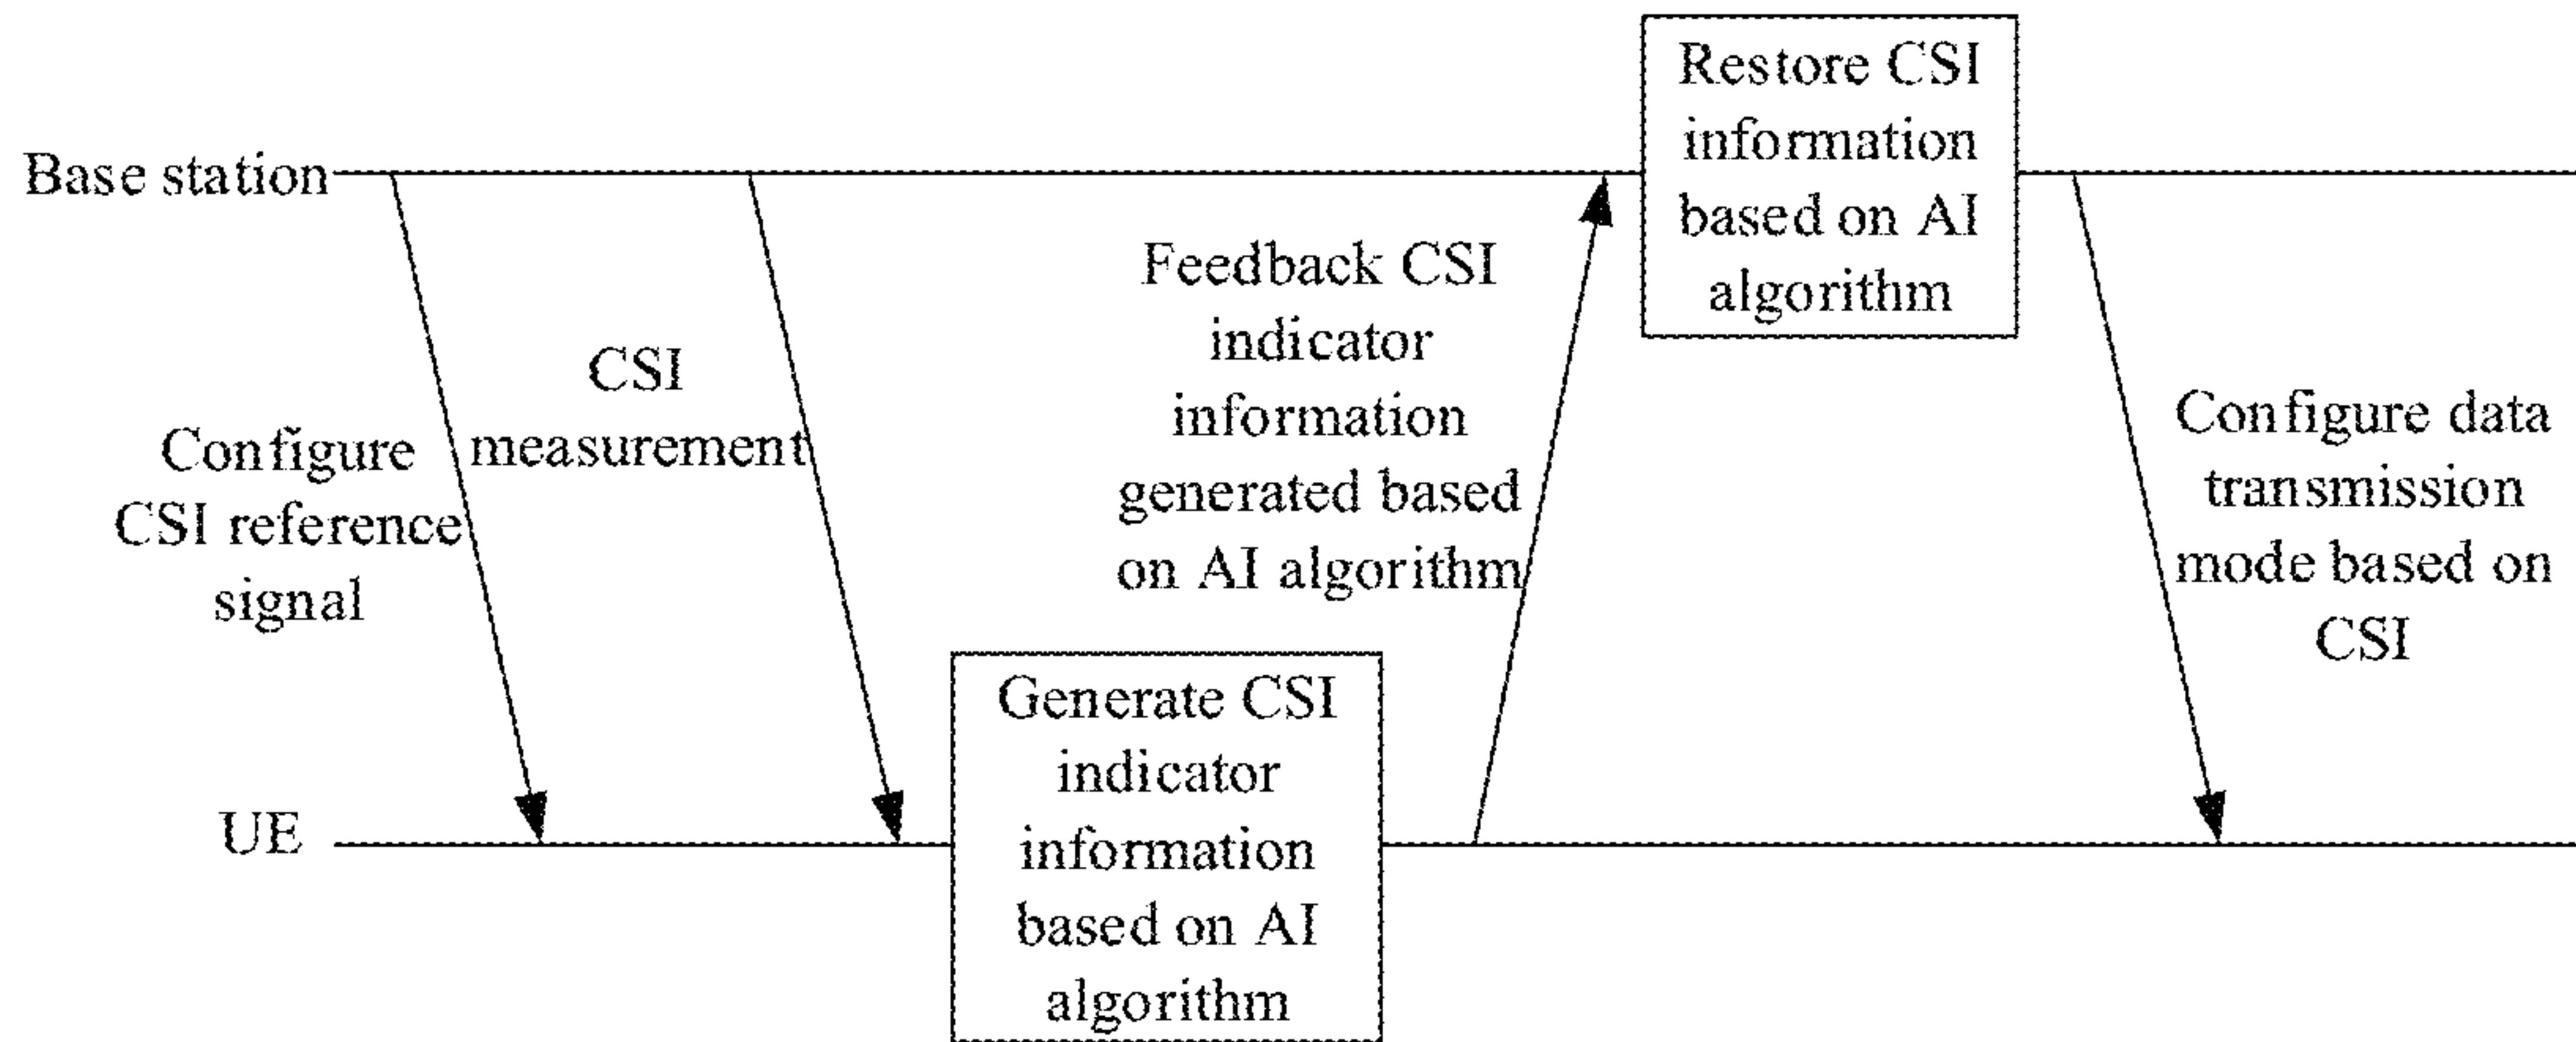 Base station
Configure
CSI reference
signal
CSI
measurement
Feedback CSI
indicator
information
generated based
on AI algorithm
Restore CSI
information
based on AI
algorithm
Configure data
transmission
mode based on
CSI
UE
Generate CSI
indicator
information
based on AI
algorithm